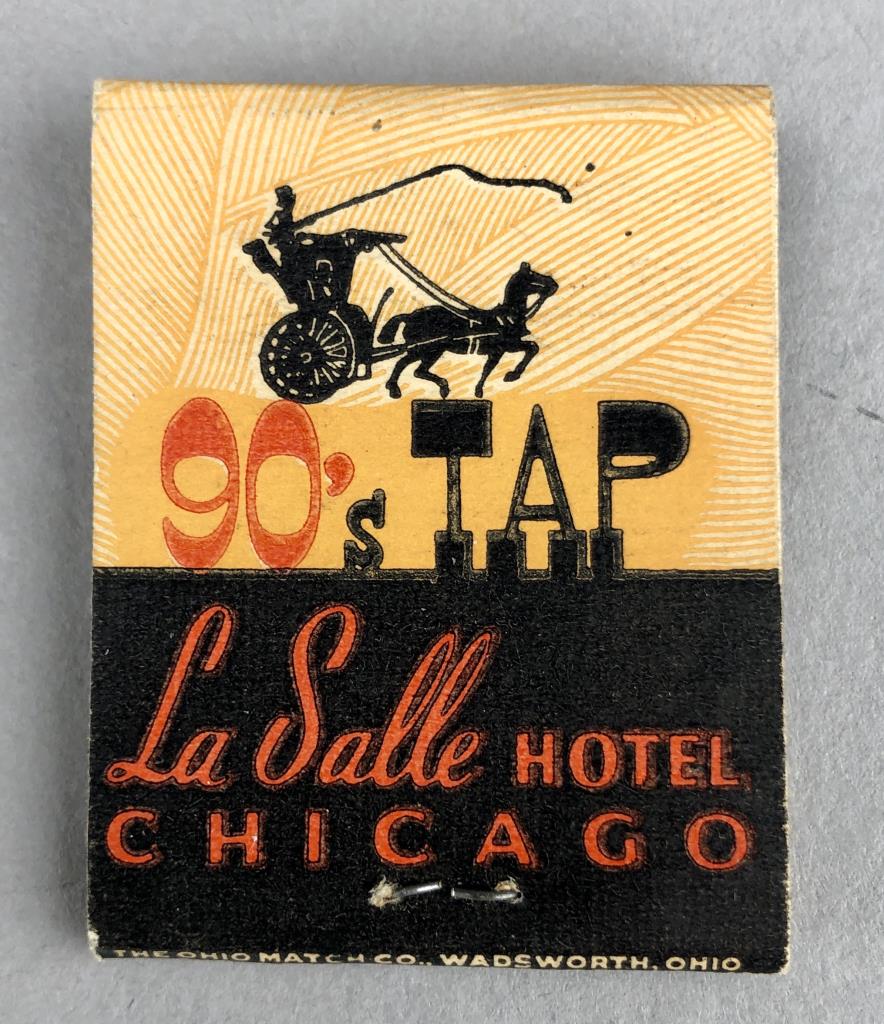 90's TAP
La Salle HOTEL,
CHICAGO
THE OHIO MATCH CO., WADSWORTH, OHIO